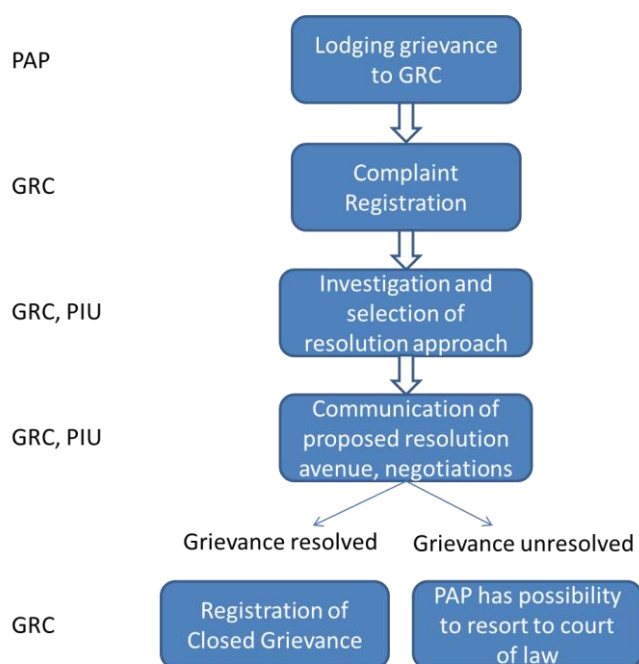 PAP
Lodging grievance
to GRC
GRC
Complaint
Registration
GRC, PIU
Investigation and
selection of
resolution approach
GRC, PIU
Communication of
proposed resolution
avenue, negotiations
Grievance resolved
Grievance unresolved
GRC
Registration of
Closed Grievance
PAP has possibility
to resort to court
of law